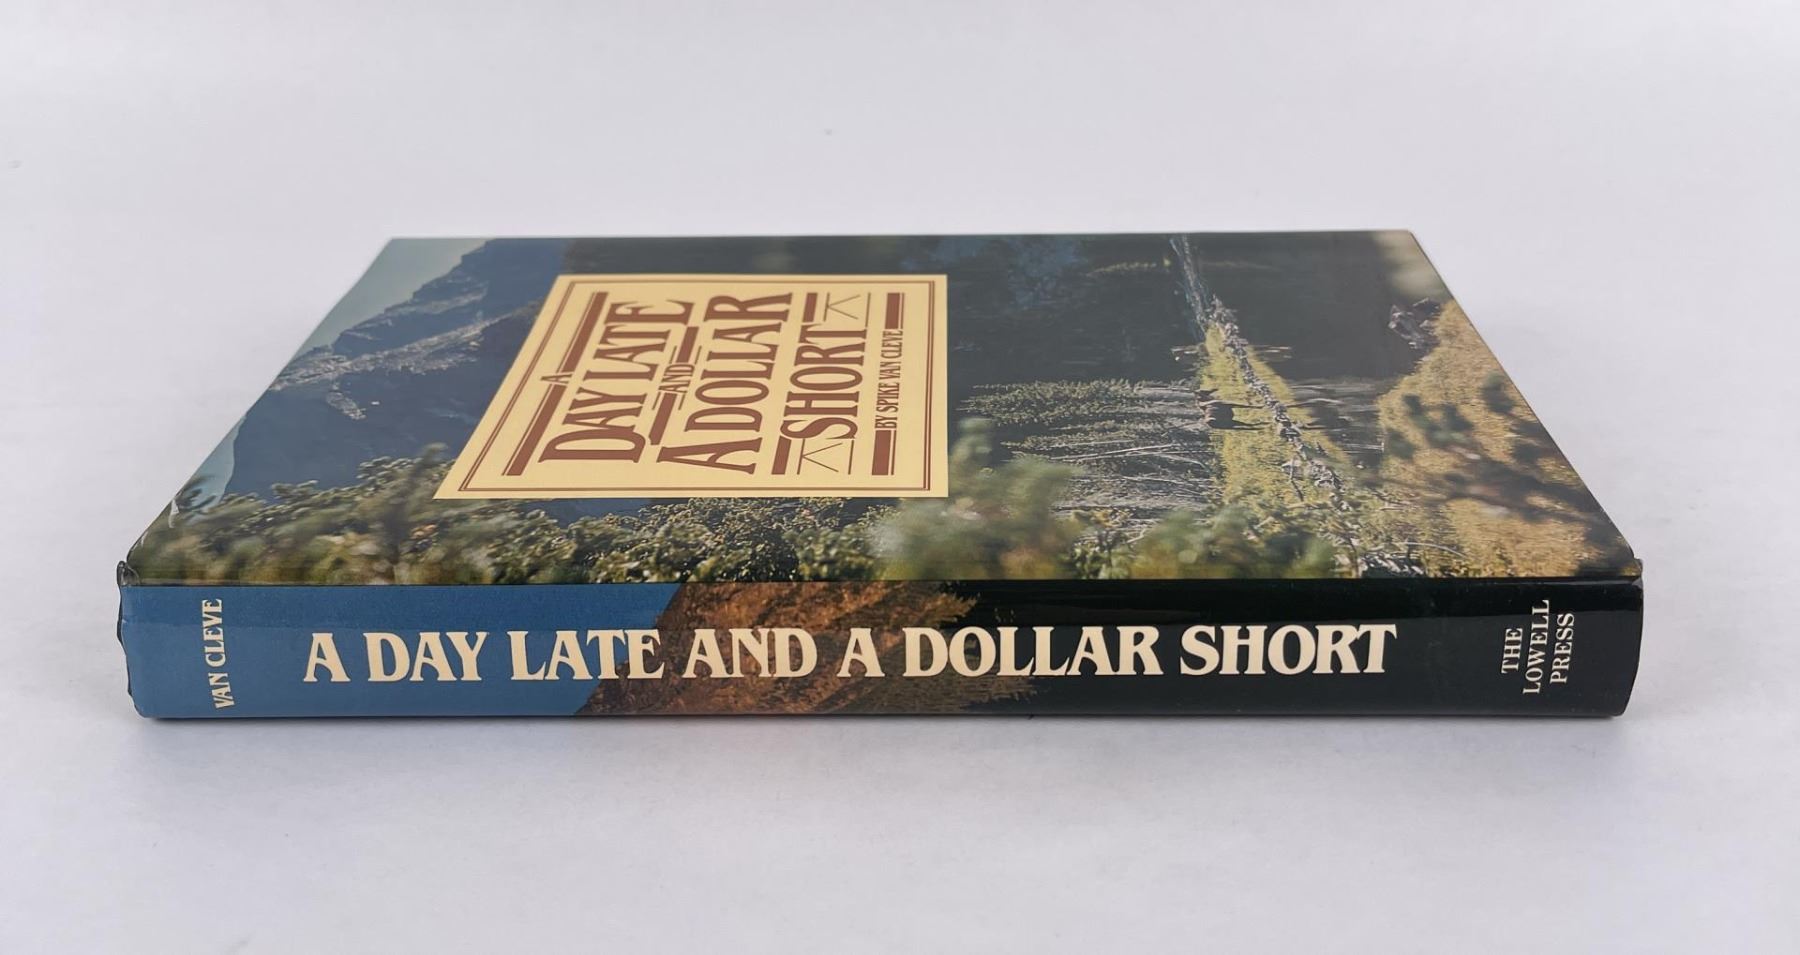 A
DAY LATE
AND
A DOLLAR
SHORT
BY SPIKE VAN CLEVE
VAN CLEVE
A DAY LATE AND A DOLLAR SHORT
THE
LOWELL
PRESS